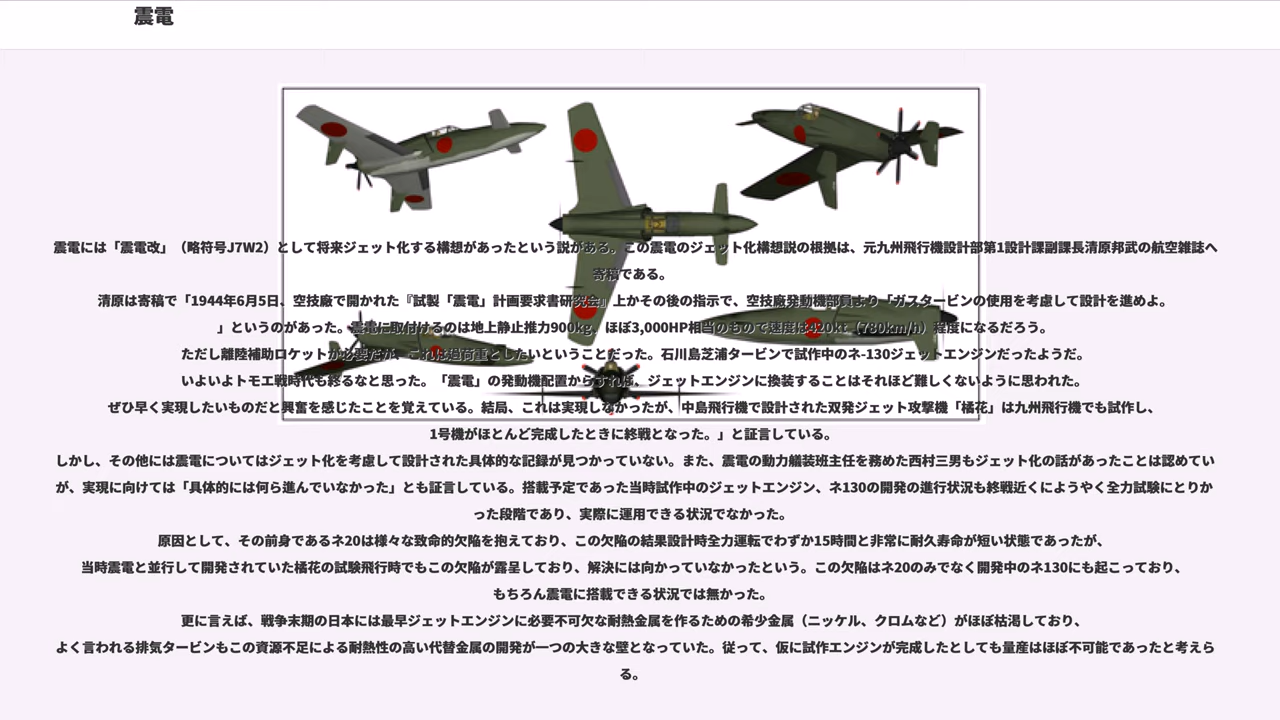 震電
震電には「震電改」（略符号J7W2）として将来ジェット化する構想があったという説がある。この震電のジェット化構想説の根拠は、元九州飛行機設計部第1設計課副課長清原邦武の航空雑誌へ
寄稿である。
清原は寄稿で「1944年6月5日、空技廠で開かれた『試製「震電」計画要求書研究会』上かその後の指示で、空技廠発動機部員より「ガスタービンの使用を考慮して設計を進めよ。
」というのがあった。震電に取付けるのは地上静止推力900kg、ほぼ3,000HP相当のもので速度は420kt（780km/h）程度になるだろう。
ただし離陸補助ロケットが必要だが、これは過荷重としたいということだった。石川島芝浦タービンで試作中のネ-130ジェットエンジンだったようだ。
いよいよトモエ戦時代も終るなと思った。「震電」の発動機配置からすれば、ジェットエンジンに換装することはそれほど難しくないように思われた。
ぜひ早く実現したいものだと興奮を感じたことを覚えている。結局、これは実現しなかったが、中島飛行機で設計された双発ジェット攻撃機「橘花」は九州飛行機でも試作し、
1号機がほとんど完成したときに終戦となった。」と証言している。
しかし、その他には震電についてはジェット化を考慮して設計された具体的な記録が見つかっていない。また、震電の動力艤装班主任を務めた西村三男もジェット化の話があったことは認めてい
が、実現に向けては「具体的には何ら進んでいなかった」とも証言している。搭載予定であった当時試作中のジェットエンジン、ネ130の開発の進行状況も終戦近くにようやく全力試験にとりか
った段階であり、実際に運用できる状況でなかった。
原因として、その前身であるネ20は様々な致命的欠陥を抱えており、この欠陥の結果設計時全力運転でわずか15時間と非常に耐久寿命が短い状態であったが、
当時震電と並行して開発されていた橘花の試験飛行時でもこの欠陥が露呈しており、解決には向かっていなかったという。この欠陥はネ20のみでなく開発中のネ130にも起こっており、
もちろん震電に搭載できる状況では無かった。
更に言えば、戦争末期の日本には最早ジェットエンジンに必要不可欠な耐熱金属を作るための希少金属（ニッケル、クロムなど）がほぼ枯渇しており、
よく言われる排気タービンもこの資源不足による耐熱性の高い代替金属の開発が一つの大きな壁となっていた。従って、仮に試作エンジンが完成したとしても量産はほぼ不可能であったと考えら
る。